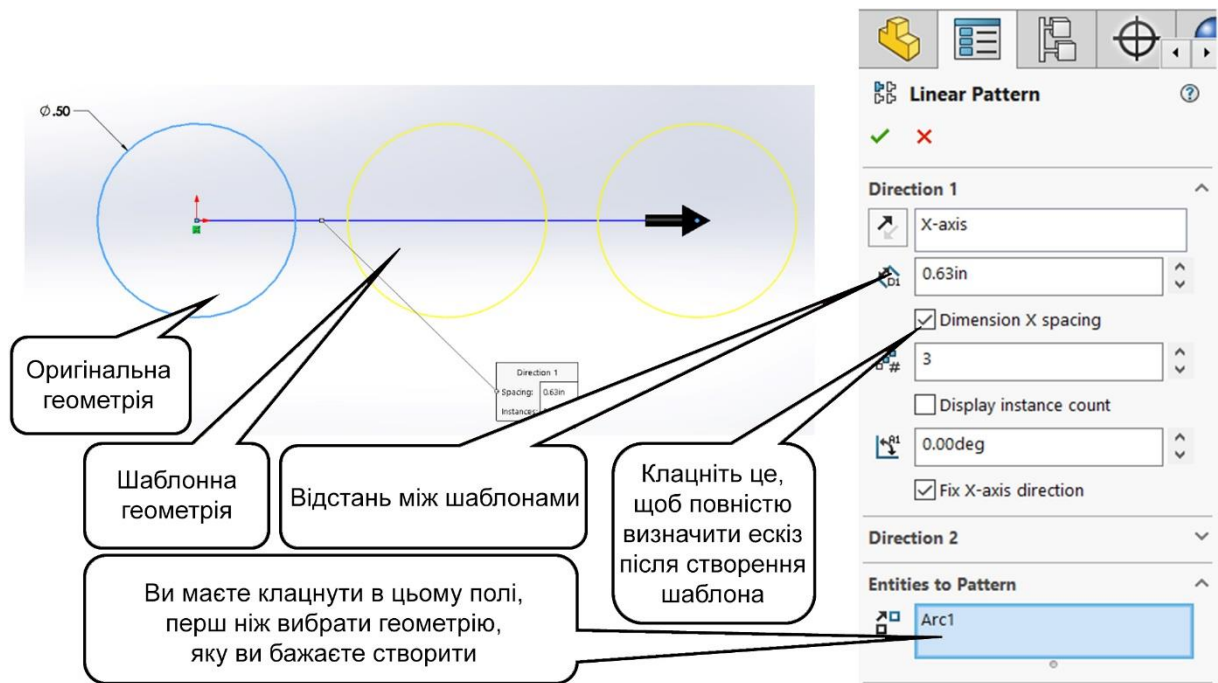 ⌀.50
Оригінальна
геометрія
Шаблонна
геометрія
Відстань між шаблонами
Клацніть це,
щоб повністю
визначити ескіз
після створення
шаблона
Ви маєте клацнути в цьому полі,
перш ніж вибрати геометрію,
яку ви бажаєте створити
Direction 1
Spacing: 0.63in
Instances:
Linear Pattern
Direction 1
X-axis
D1
0.63in
Dimension X spacing
#
3
Display instance count
A1
0.00deg
Fix X-axis direction
Direction 2
Entities to Pattern
Arc1